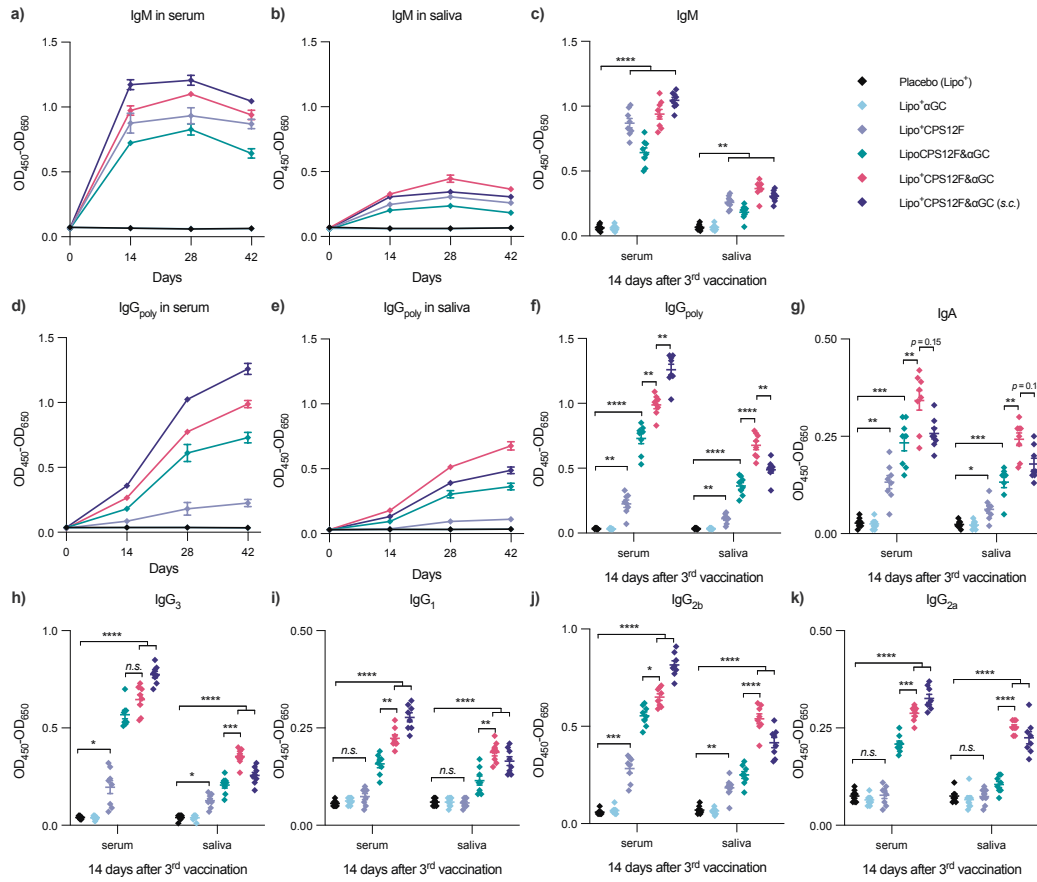 a) IgM in serum
OD450-OD650
1.5
1.0
0.5
0.0
0 14 28 42
Days
b) IgM in saliva
1.5
1.0
0.5
0.0
0 14 28 42
Days
c) IgM
OD450-OD650
1.5
1.0
0.5
0.0
****
**
serum saliva
14 days after 3rd vaccination
Placebo (Lipo+)
Lipo+αGC
Lipo+CPS12F
LipoCPS12F&αGC
Lipo+CPS12F&αGC
Lipo+CPS12F&αGC (s.c.)
d) IgGpoly in serum
OD450-OD650
1.5
1.0
0.5
0.0
0 14 28 42
Days
e) IgGpoly in saliva
1.5
1.0
0.5
0.0
0 14 28 42
Days
f) IgGpoly
OD450-OD650
1.5
1.0
0.5
0.0
**
**
****
**
**
****
****
**
serum saliva
14 days after 3rd vaccination
g) IgA
OD450-OD650
0.50
0.25
0.0
p = 0.15
**
***
**
p = 0.1
**
***
*
serum saliva
14 days after 3rd vaccination
h) IgG3
OD450-OD650
1.0
0.5
0.0
****
n.s.
*
****
***
*
serum saliva
14 days after 3rd vaccination
i) IgG1
0.50
0.25
0.0
****
**
n.s.
****
**
n.s.
serum saliva
14 days after 3rd vaccination
j) IgG2b
OD450-OD650
1.0
0.5
0.0
****
*
***
****
****
**
serum saliva
14 days after 3rd vaccination
k) IgG2a
OD450-OD650
0.50
0.25
0.0
****
***
n.s.
****
****
n.s.
serum saliva
14 days after 3rd vaccination